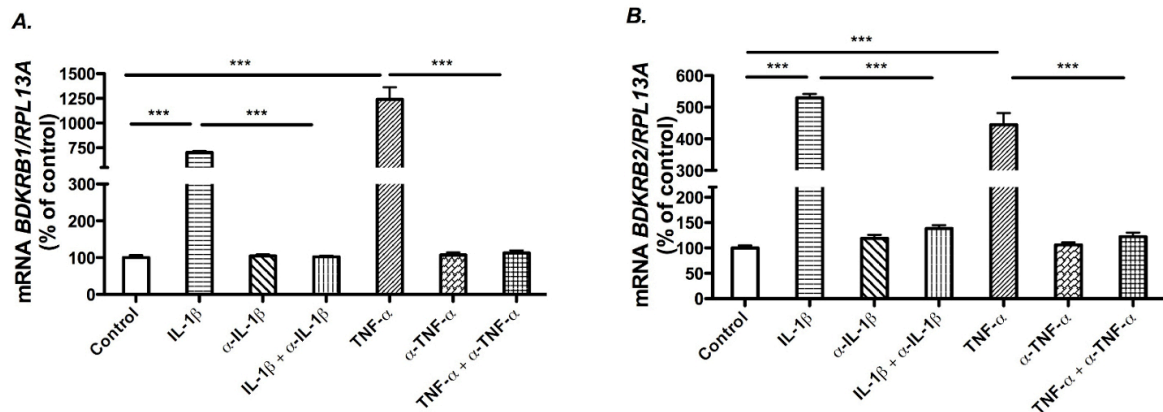 A.
mRNA BDKRB1/RPL13A
(% of control)
1500
1250
1000
750
300
200
100
0
***
***
***
***
Control
IL-1β
α-IL-1β
IL-1β + α-IL-1β
TNF-α
α-TNF-α
TNF-α + α-TNF-α
B.
mRNA BDKRB2/RPL13A
(% of control)
600
500
400
300
200
150
100
50
0
***
***
***
***
Control
IL-1β
α-IL-1β
IL-1β + α-IL-1β
TNF-α
α-TNF-α
TNF-α + α-TNF-α